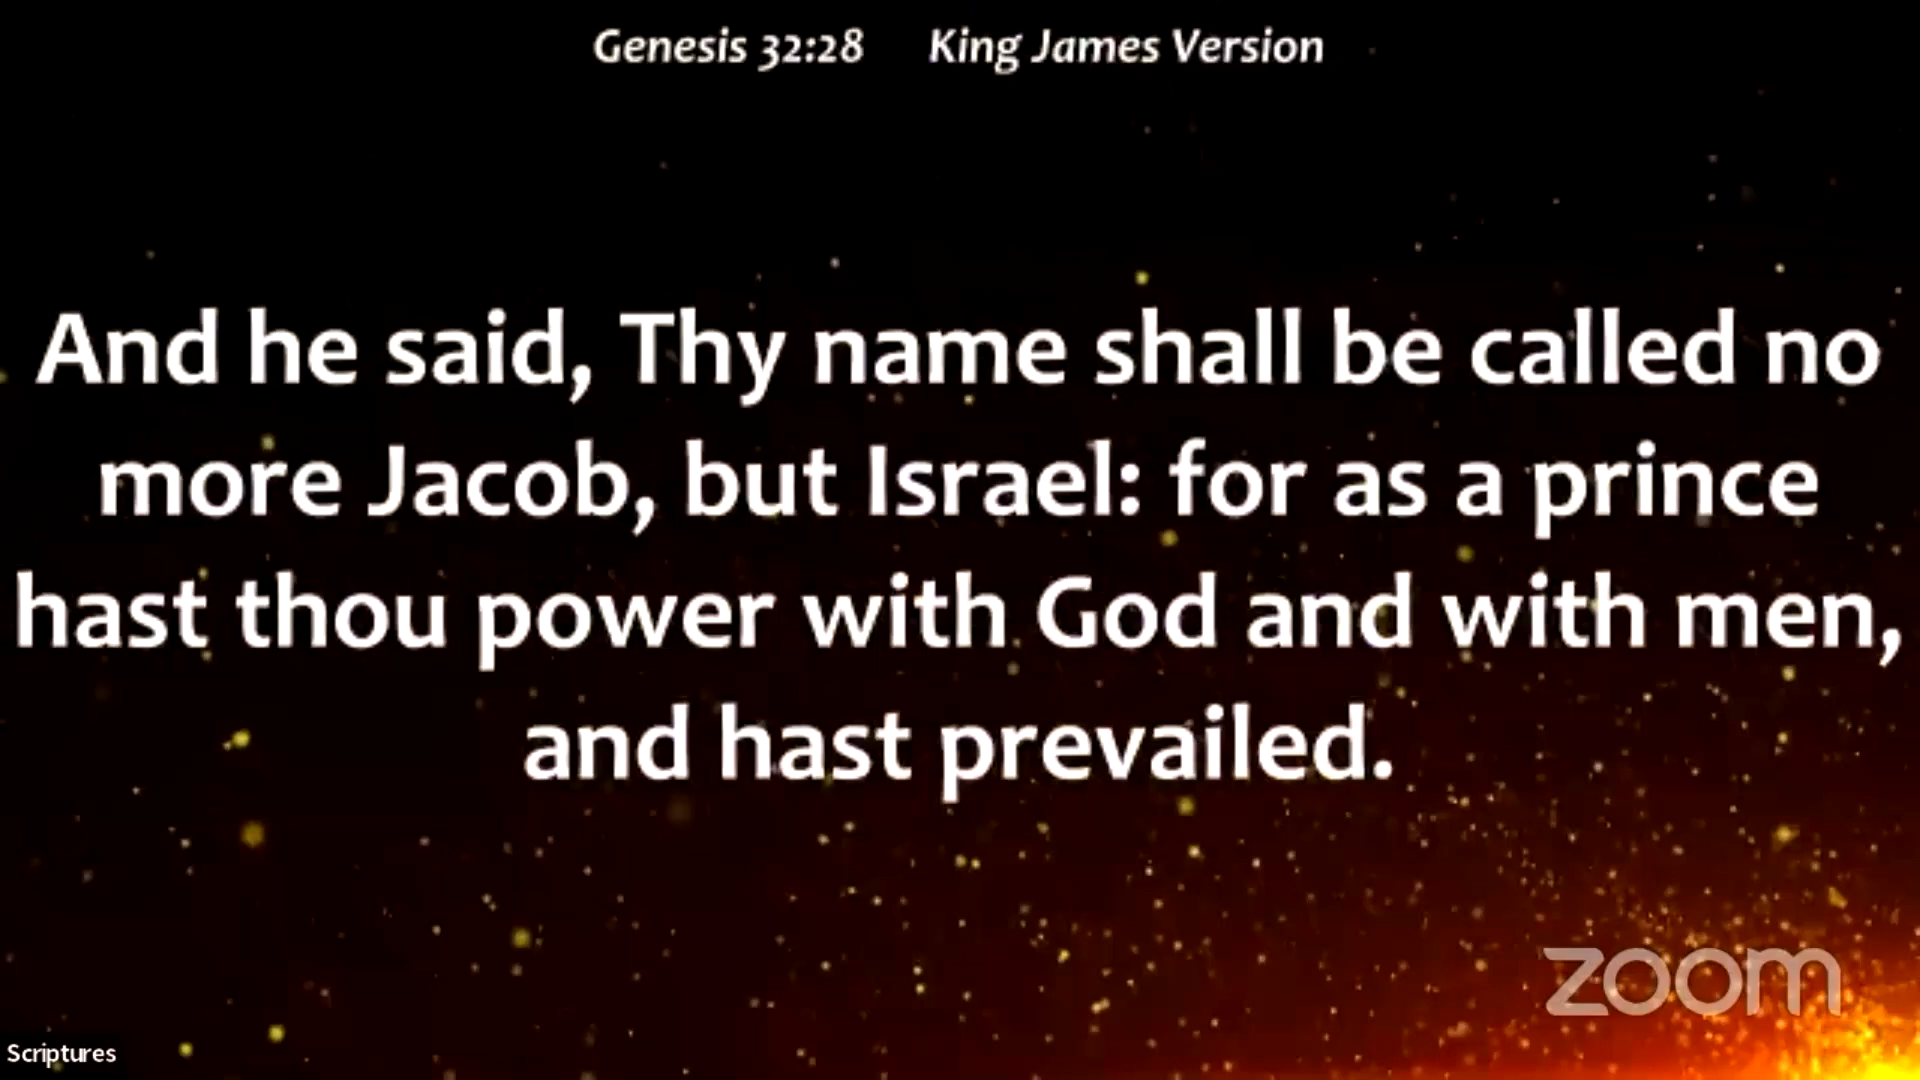 Genesis 32:28 King James Version
And he said, Thy name shall be called no
more Jacob, but Israel: for as a prince
hast thou power with God and with men,
and hast prevailed.
zoom
Scriptures